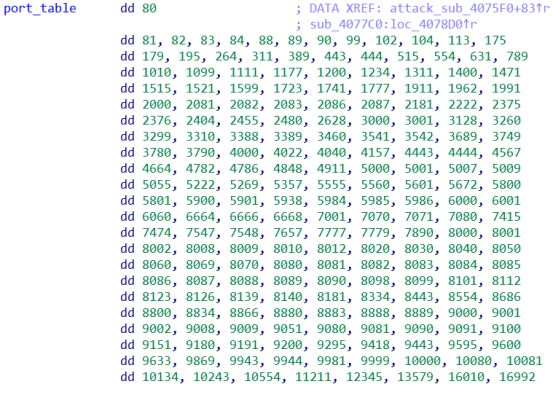 port_table dd 80 ; DATA XREF: attack_sub_4075F0+83↑r
; sub_4077C0:loc_4078D0↑r
dd 81, 82, 83, 84, 88, 89, 90, 99, 102, 104, 113, 175
dd 179, 195, 264, 311, 389, 443, 444, 515, 554, 631, 789
dd 1010, 1099, 1111, 1177, 1200, 1234, 1311, 1400, 1471
dd 1515, 1521, 1599, 1723, 1741, 1777, 1911, 1962, 1991
dd 2000, 2081, 2082, 2083, 2086, 2087, 2181, 2222, 2375
dd 2376, 2404, 2455, 2480, 2628, 3000, 3001, 3128, 3260
dd 3299, 3310, 3388, 3389, 3460, 3541, 3542, 3689, 3749
dd 3780, 3790, 4000, 4022, 4040, 4157, 4443, 4444, 4567
dd 4664, 4782, 4786, 4848, 4911, 5000, 5001, 5007, 5009
dd 5055, 5222, 5269, 5357, 5555, 5560, 5601, 5672, 5800
dd 5801, 5900, 5901, 5938, 5984, 5985, 5986, 6000, 6001
dd 6060, 6664, 6666, 6668, 7001, 7070, 7071, 7080, 7415
dd 7474, 7547, 7548, 7657, 7777, 7779, 7890, 8000, 8001
dd 8002, 8008, 8009, 8010, 8012, 8020, 8030, 8040, 8050
dd 8060, 8069, 8070, 8080, 8081, 8082, 8083, 8084, 8085
dd 8086, 8087, 8088, 8089, 8090, 8098, 8099, 8101, 8112
dd 8123, 8126, 8139, 8140, 8181, 8334, 8443, 8554, 8686
dd 8800, 8834, 8866, 8880, 8883, 8888, 8889, 9000, 9001
dd 9002, 9008, 9009, 9051, 9080, 9081, 9090, 9091, 9100
dd 9151, 9180, 9191, 9200, 9295, 9418, 9443, 9595, 9600
dd 9633, 9869, 9943, 9944, 9981, 9999, 10000, 10080, 10081
dd 10134, 10243, 10554, 11211, 12345, 13579, 16010, 16992